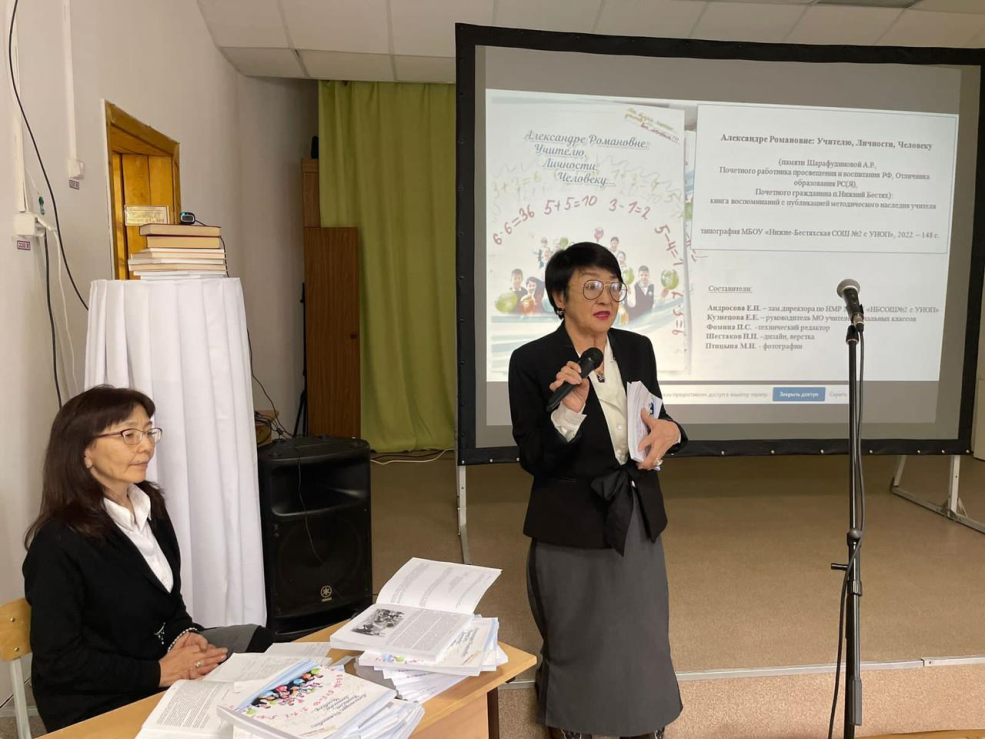 Александре Романовне:
Учителю,
Личности,
Человеку...
6·6=36 5+5=10 3-1=2
5-4=1
Александре Романовне: Учителю, Личности, Человеку
(памяти Шарафудиновой А.Р.,
Почетного работника просвещения и воспитания РФ, Отличника
образования РС(Я),
Почетного гражданина п.Нижний Бестях):
книга воспоминаний с публикацией методического наследия учителя
типография МБОУ «Нижне-Бестяхская СОШ №2 с УИОП», 2022. – 148 с.
Составители:
Андросова Е.Н. – зам.директора по НМР «НБСОШ№2 с УИОП»
Кузнецова Е.Е. – руководитель МО учителей начальных классов
Фомина П.С. - технический редактор
Шестаков П.П. –дизайн, верстка
Птицына М.Н. - фотографии
предоставлен доступ к вашему экрану.
Закрыть доступ
Скрыть
YAMAHA